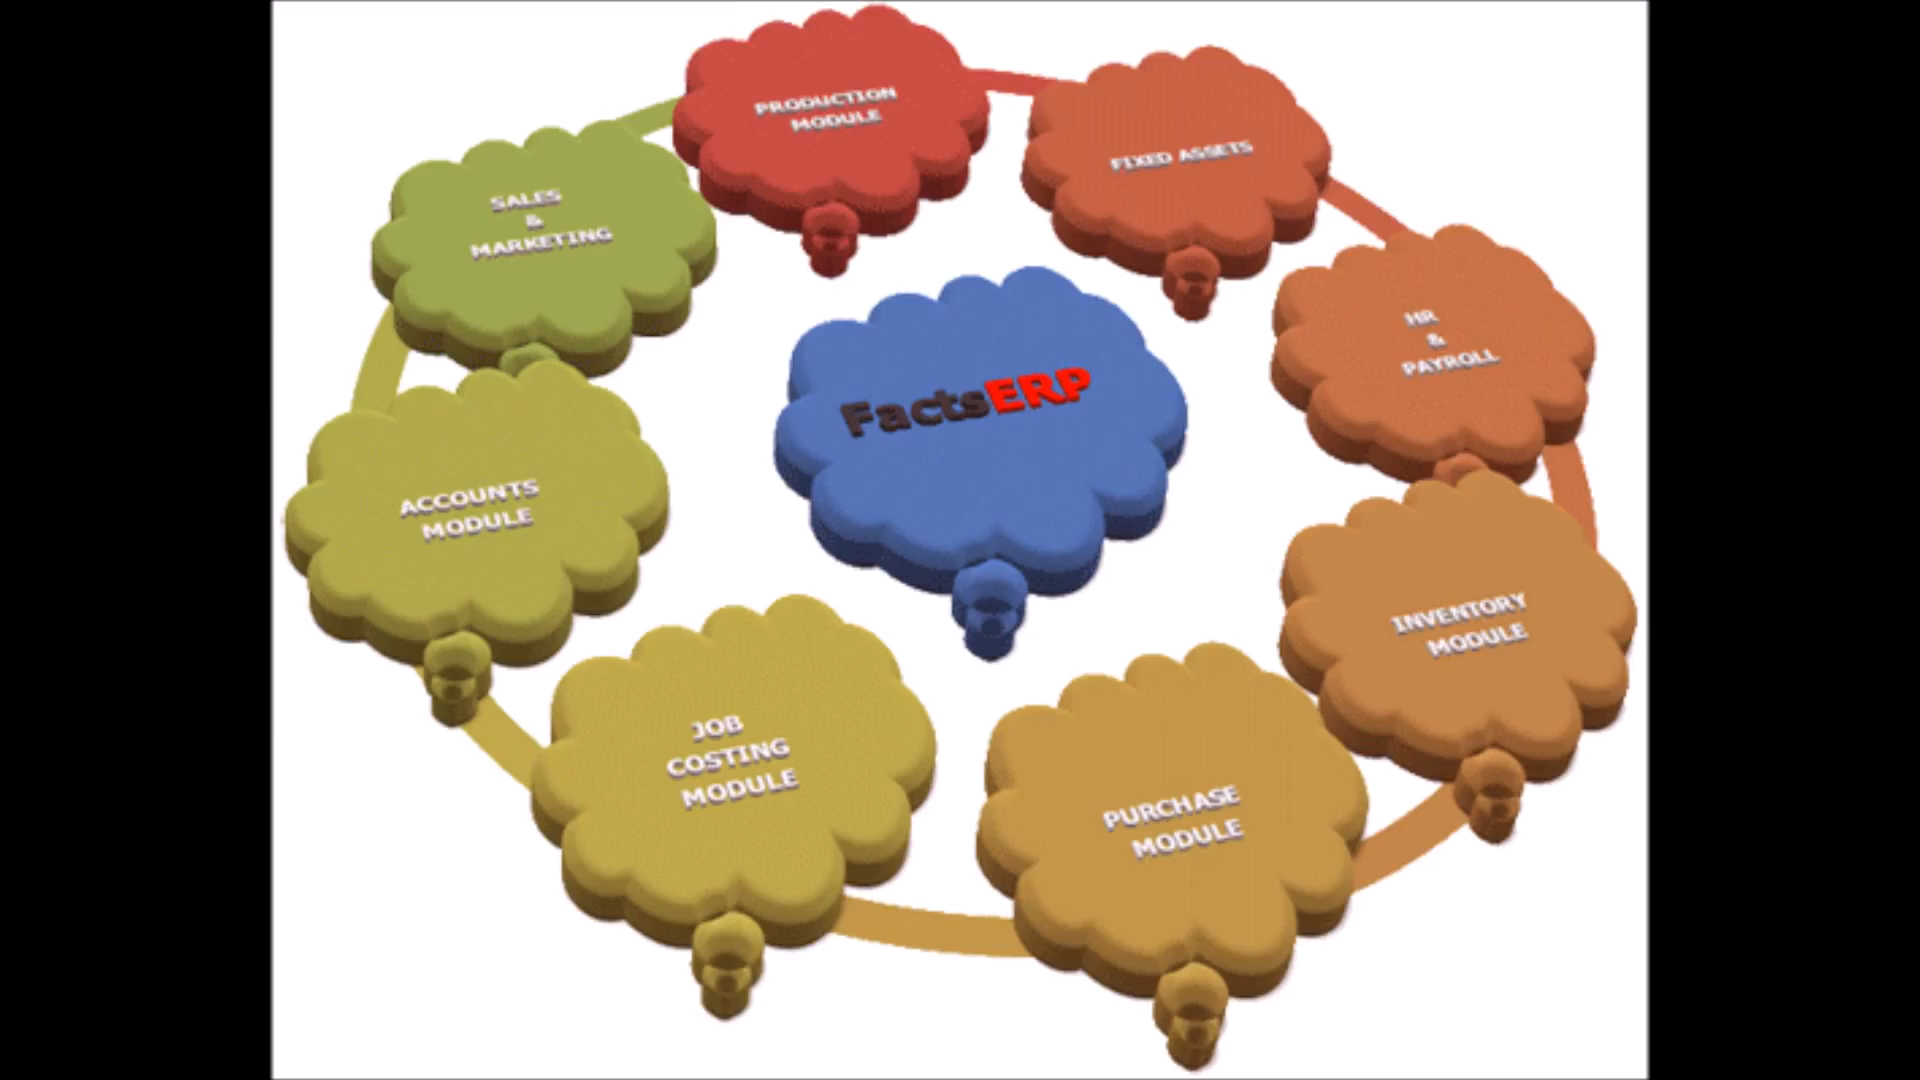 PRODUCTION
MODULE
FIXED ASSETS
SALES
&
MARKETING
HR
&
PAYROLL
FactsERP
ACCOUNTS
MODULE
INVENTORY
MODULE
JOB
COSTING
MODULE
PURCHASE
MODULE